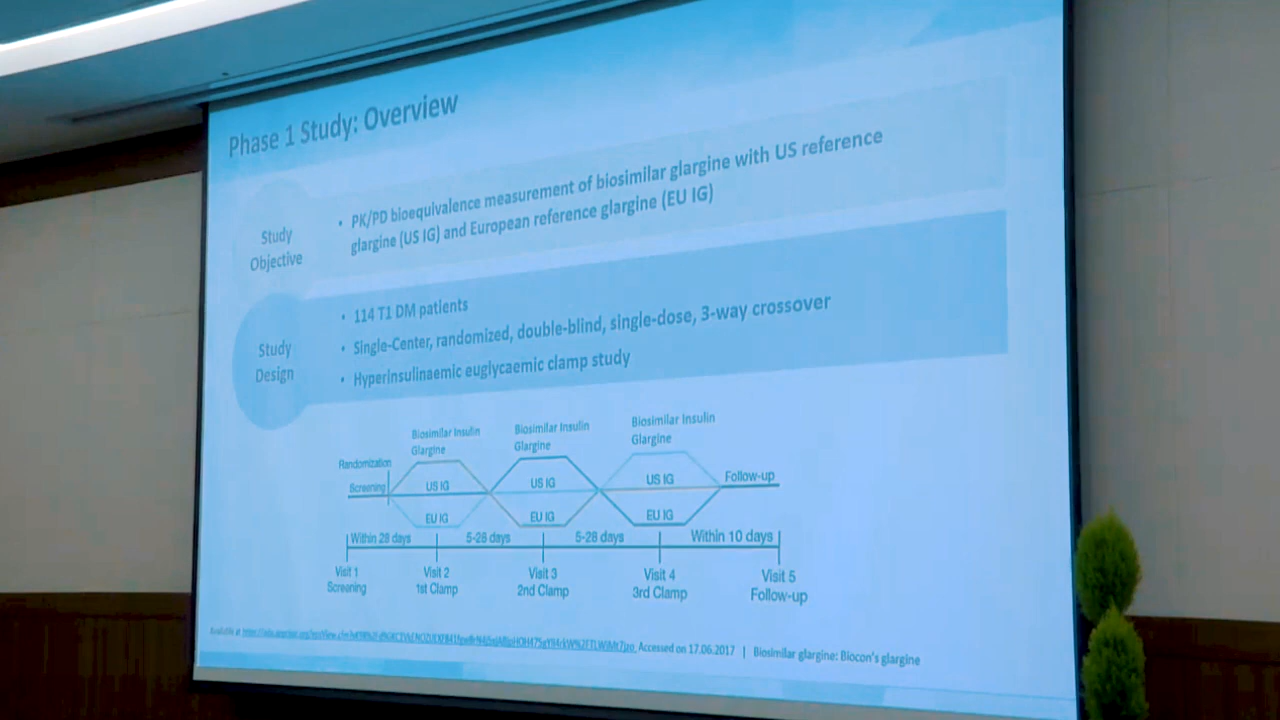 Phase 1 Study: Overview
Study
Objective
• PK/PD bioequivalence measurement of biosimilar glargine with US reference
glargine (US IG) and European reference glargine (EU IG)
Study
Design
• 114 T1 DM patients
• Single-Center, randomized, double-blind, single-dose, 3-way crossover
• Hyperinsulinaemic euglycaemic clamp study
Biosimilar Insulin
Glargine
Biosimilar Insulin
Glargine
Biosimilar Insulin
Glargine
Randomization
Screening
US IG
US IG
US IG
Follow-up
EU IG
EU IG
EU IG
Within 28 days
5-28 days
5-28 days
Within 10 days
Visit 1
Screening
Visit 2
1st Clamp
Visit 3
2nd Clamp
Visit 4
3rd Clamp
Visit 5
Follow-up
Available at Accessed on 17.06.2017 | Biosimilar glargine: Biocon's glargine